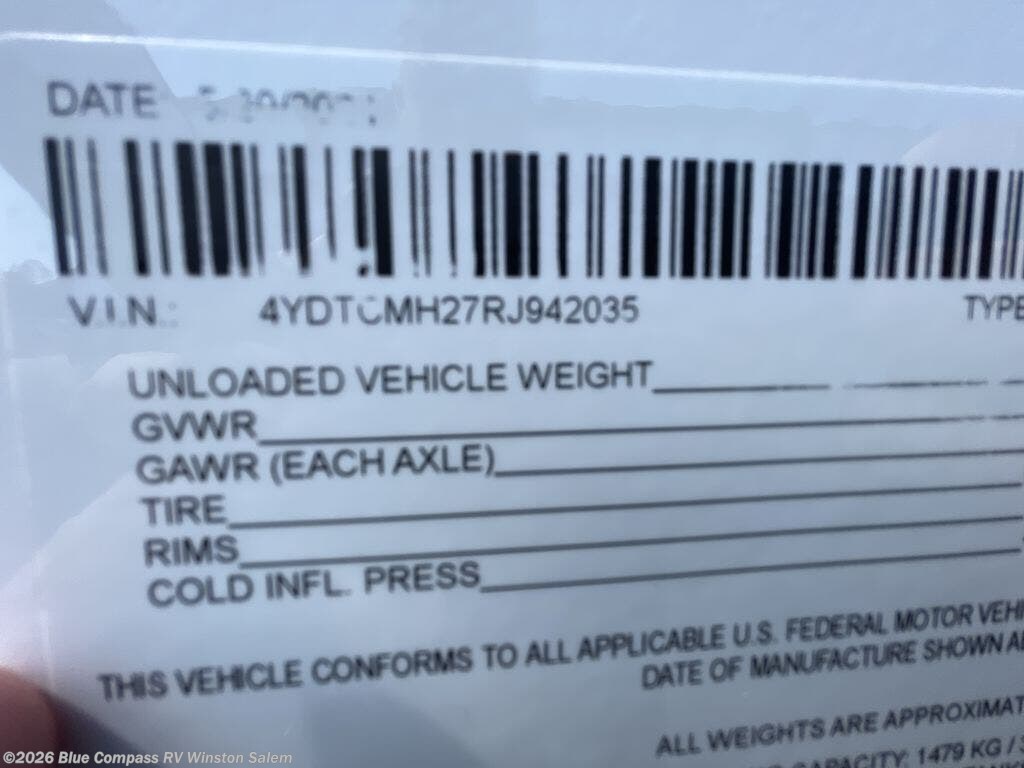 DATE
V.I.N.: 4YDTCMH27RJ942035 TYPE
UNLOADED VEHICLE WEIGHT
GVWR
GAWR (EACH AXLE)
TIRE
RIMS
COLD INFL. PRESS
THIS VEHICLE CONFORMS TO ALL APPLICABLE U.S. FEDERAL MOTOR VEHI
DATE OF MANUFACTURE SHOWN A
ALL WEIGHTS ARE APPROXIMAT
CAPACITY: 1479 KG / 3
©2026 Blue Compass RV Winston Salem